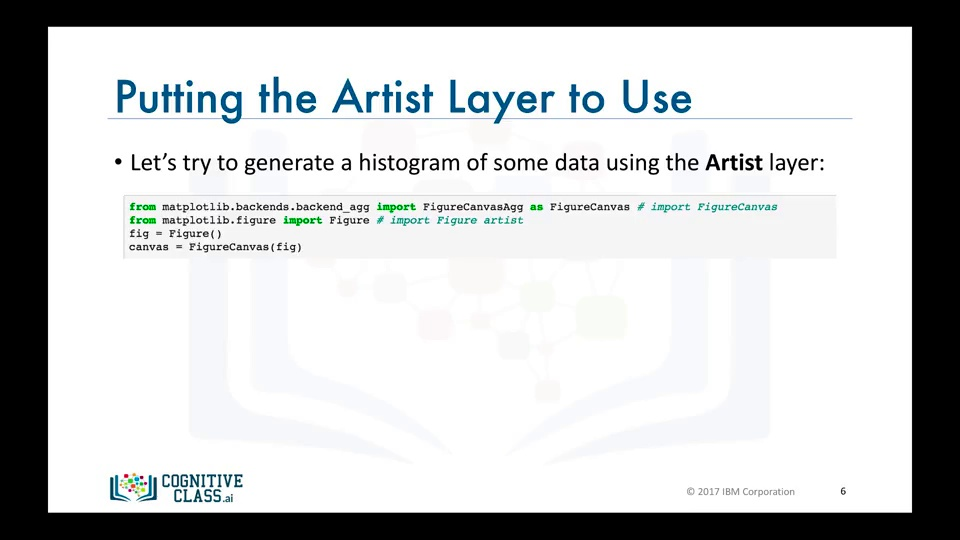 Putting the Artist Layer to Use
• Let’s try to generate a histogram of some data using the Artist layer:
from matplotlib.backends.backend_agg import FigureCanvasAgg as FigureCanvas # import FigureCanvas
from matplotlib.figure import Figure # import Figure artist
fig = Figure()
canvas = FigureCanvas(fig)
COGNITIVE
CLASS.ai
© 2017 IBM Corporation
6